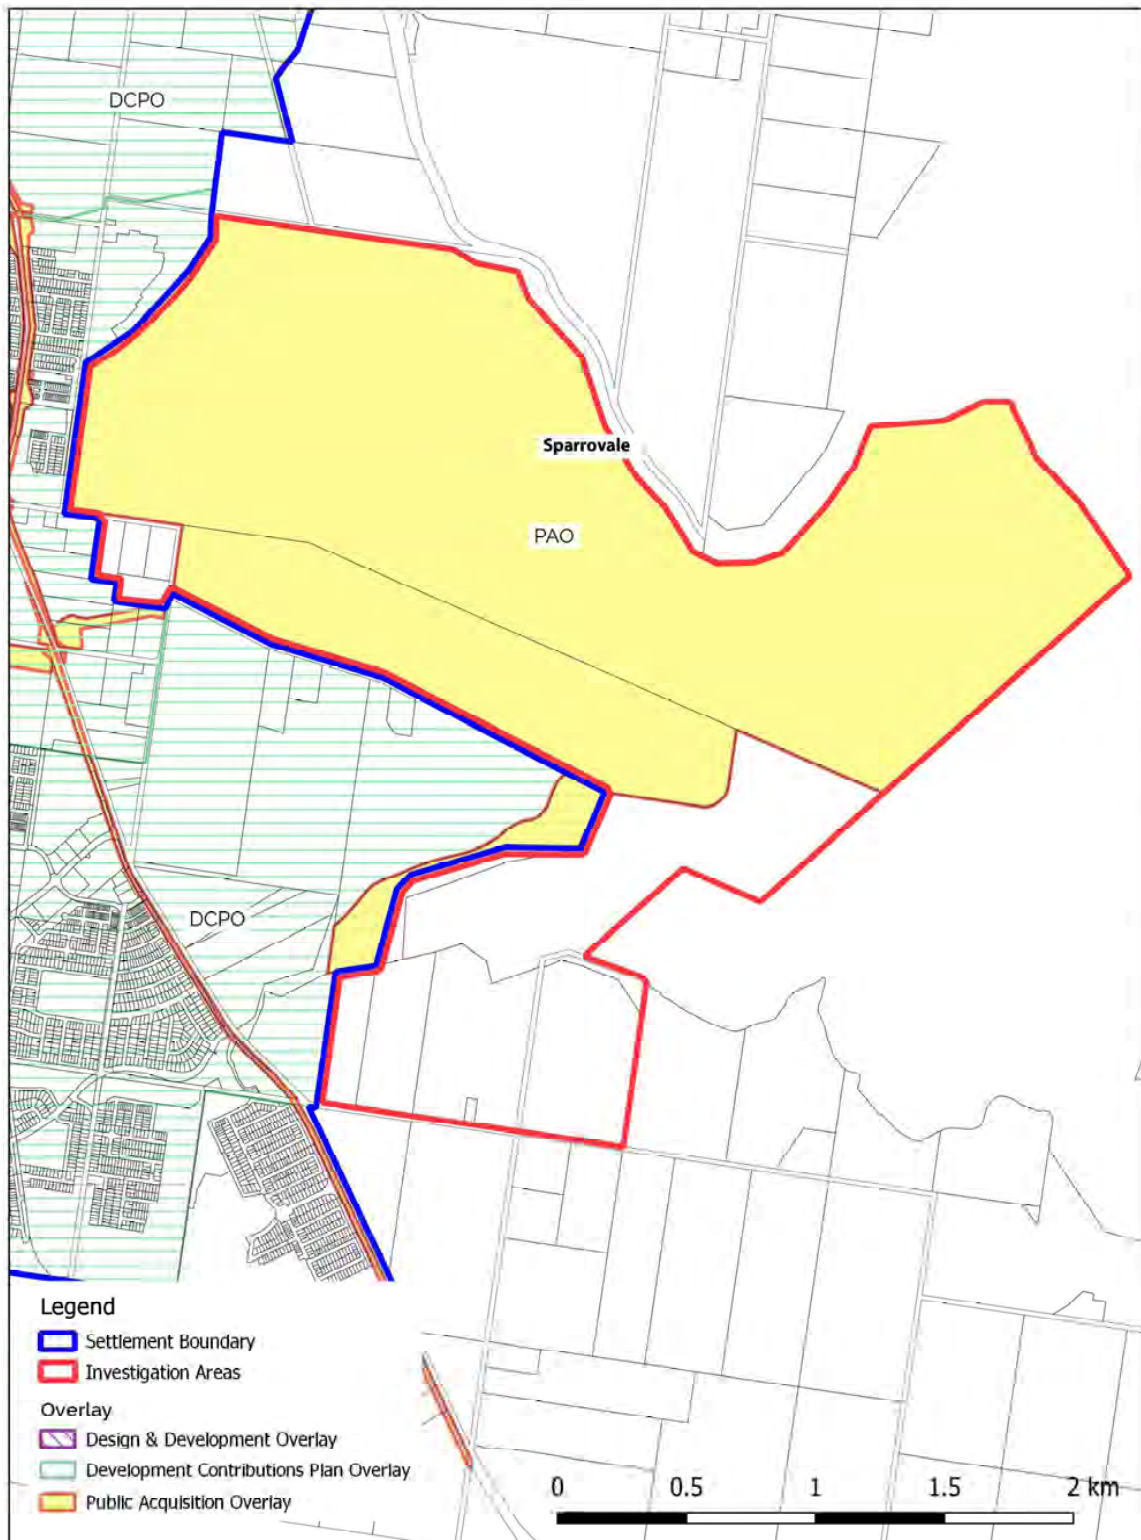 DCPO
Sparrovale
PAO
DCPO
Legend
Settlement Boundary
Investigation Areas
Overlay
Design & Development Overlay
Development Contributions Plan Overlay
Public Acquisition Overlay
0 0.5 1 1.5 2 km